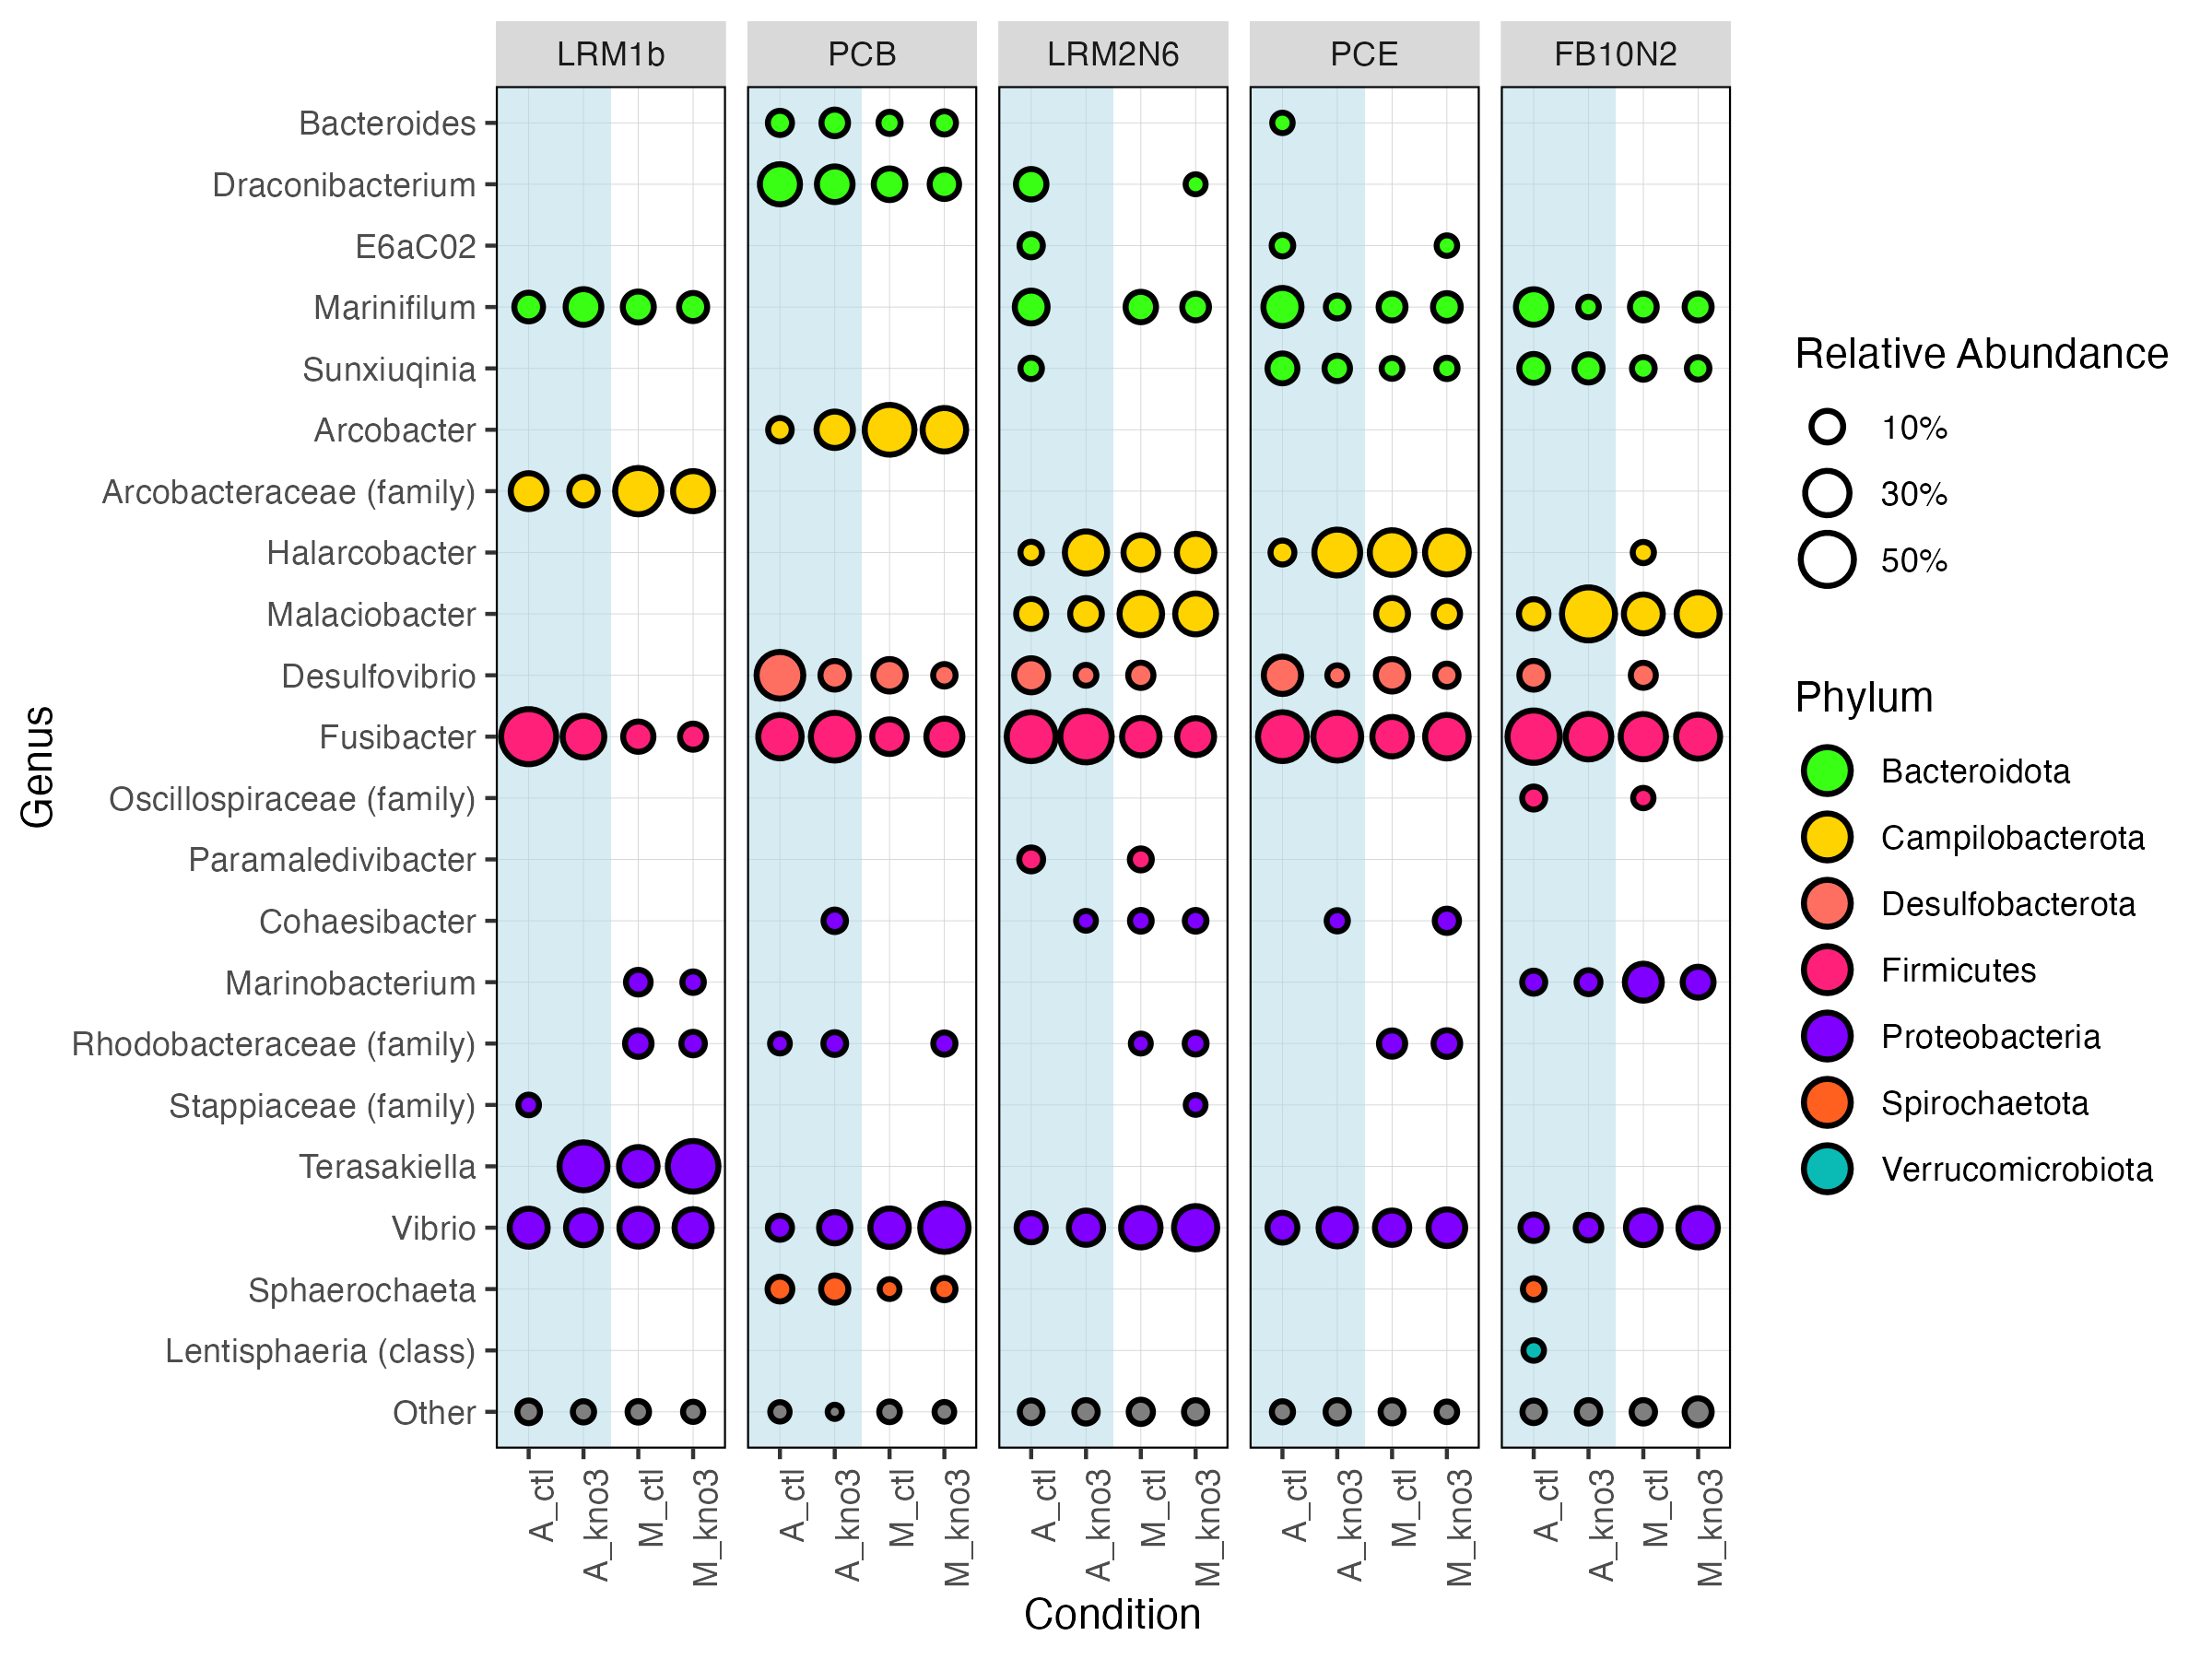 LRM1b PCB LRM2N6 PCE FB10N2
Bacteroides
Draconibacterium
E6aC02
Marinifilum
Sunxiuqinia
Arcobacter
Arcobacteraceae (family)
Halarcobacter
Malaciobacter
Desulfovibrio
Fusibacter
Oscillospiraceae (family)
Paramaledivibacter
Cohaesibacter
Marinobacterium
Rhodobacteraceae (family)
Stappiaceae (family)
Terasakiella
Vibrio
Sphaerochaeta
Lentisphaeria (class)
Other
Genus
A_ctl A_kno3 M_ctl M_kno3 A_ctl A_kno3 M_ctl M_kno3 A_ctl A_kno3 M_ctl M_kno3 A_ctl A_kno3 M_ctl M_kno3 A_ctl A_kno3 M_ctl M_kno3
Condition
Relative Abundance
10%
30%
50%
Phylum
Bacteroidota
Campilobacterota
Desulfobacterota
Firmicutes
Proteobacteria
Spirochaetota
Verrucomicrobiota